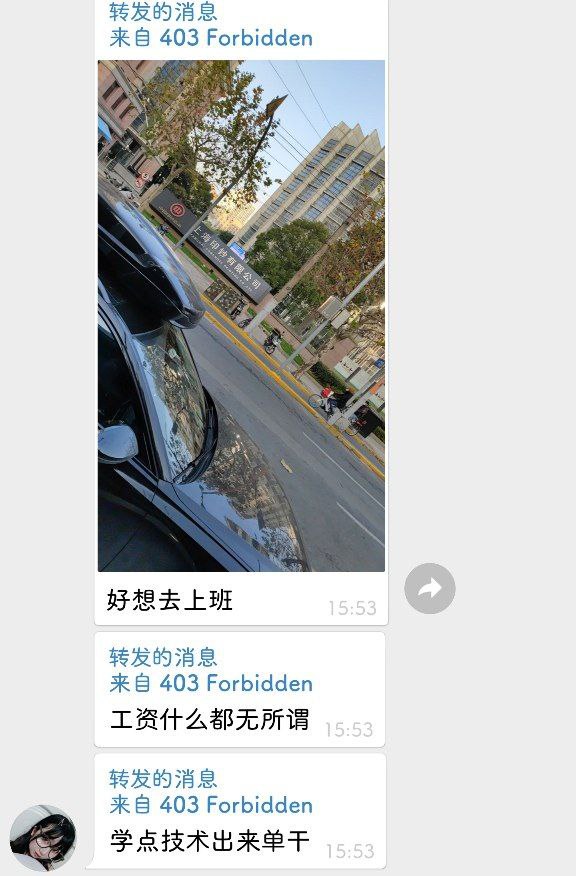 转发的消息
来自 403 Forbidden
上海印钞有限公司
好想去上班
15:53
转发的消息
来自 403 Forbidden
工资什么都无所谓
15:53
转发的消息
来自 403 Forbidden
学点技术出来单干
15:53